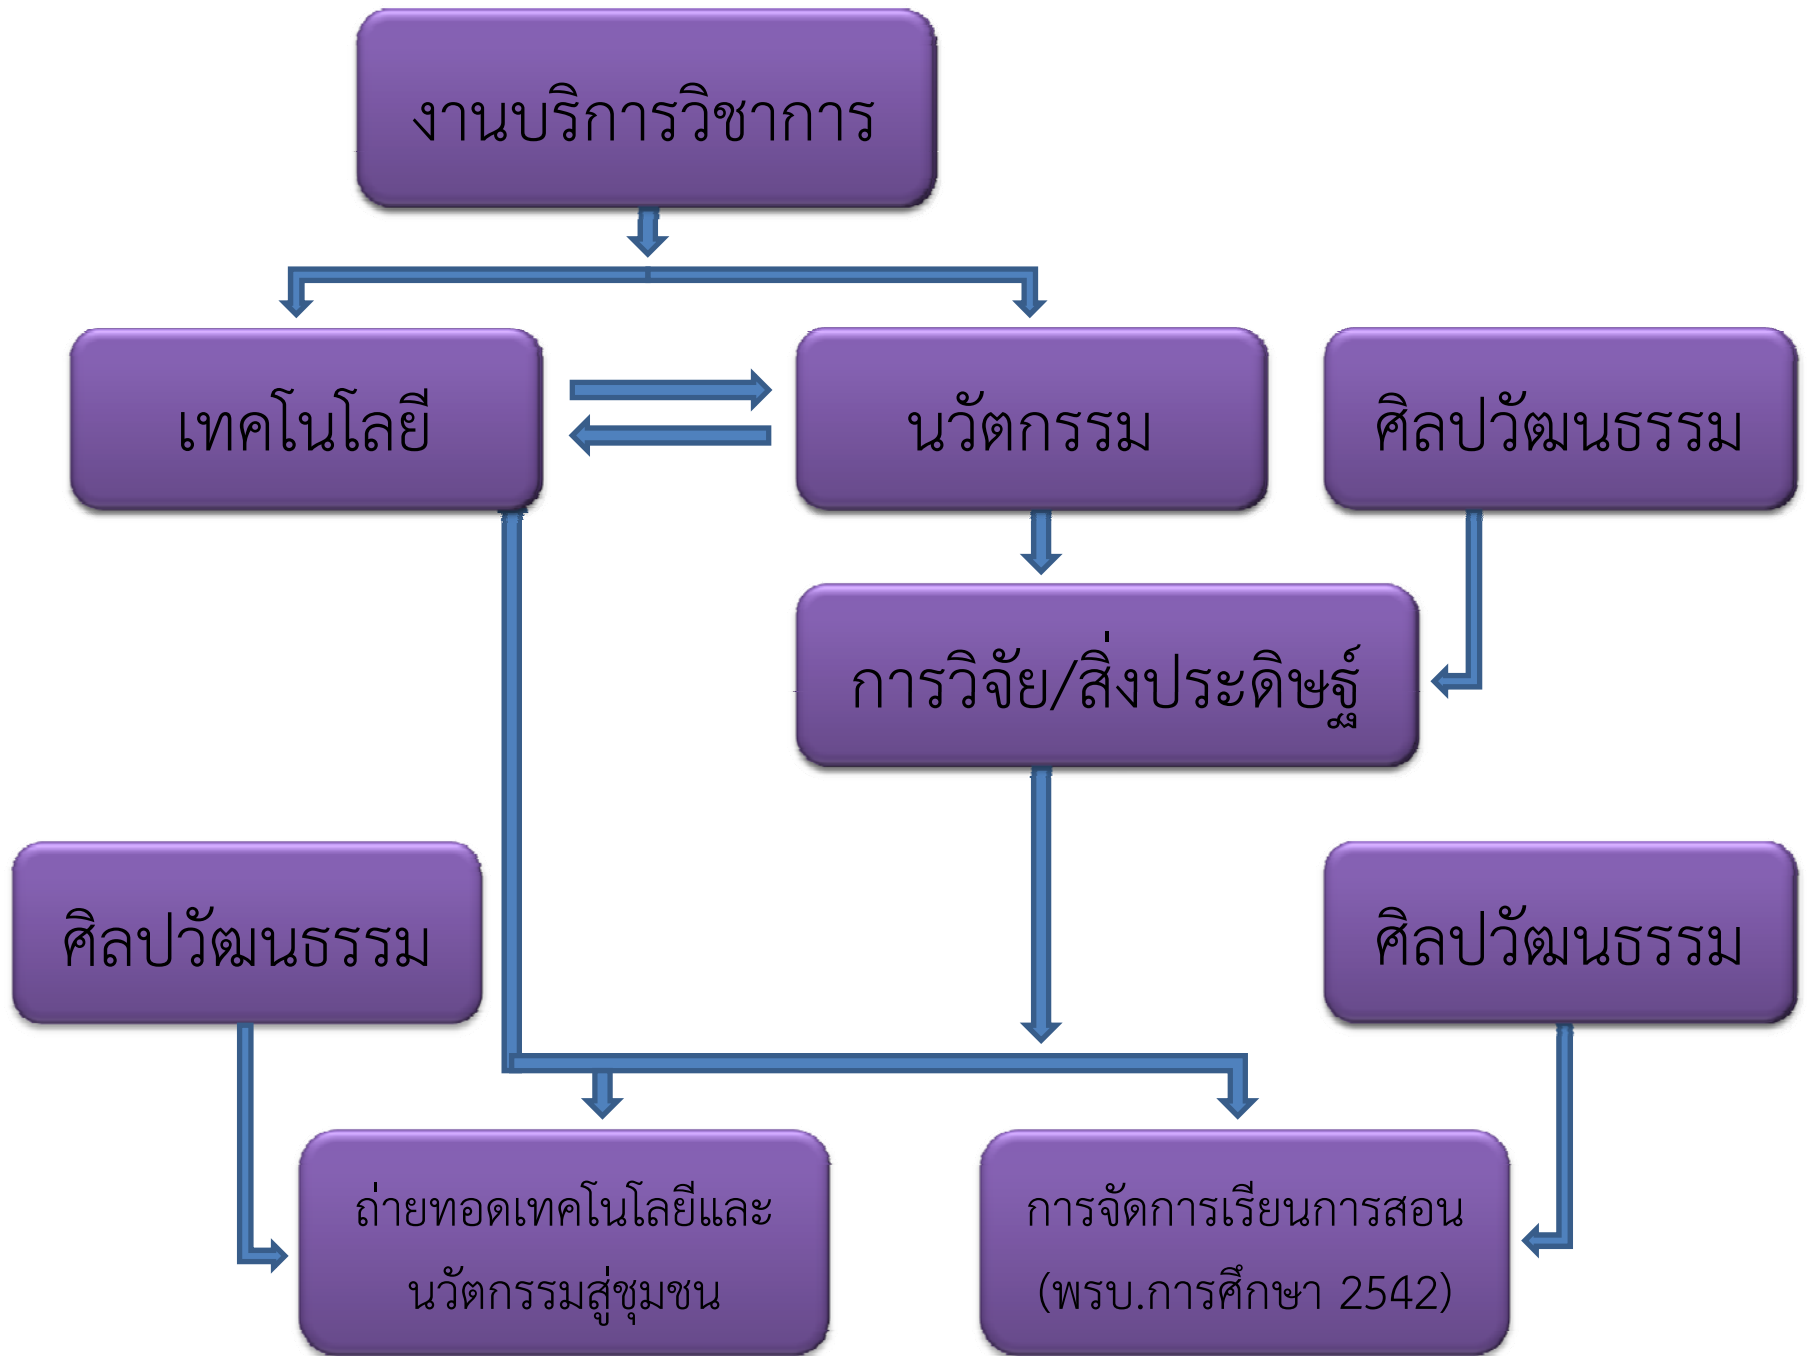 งานบริการวิชาการ
เทคโนโลยี
นวัตกรรม
ศิลปวัฒนธรรม
การวิจัย/สิ่งประดิษฐ์
ศิลปวัฒนธรรม
ศิลปวัฒนธรรม
ถ่ายทอดเทคโนโลยีและ
นวัตกรรมสู่ชุมชน
การจัดการเรียนการสอน
(พรบ.การศึกษา 2542)